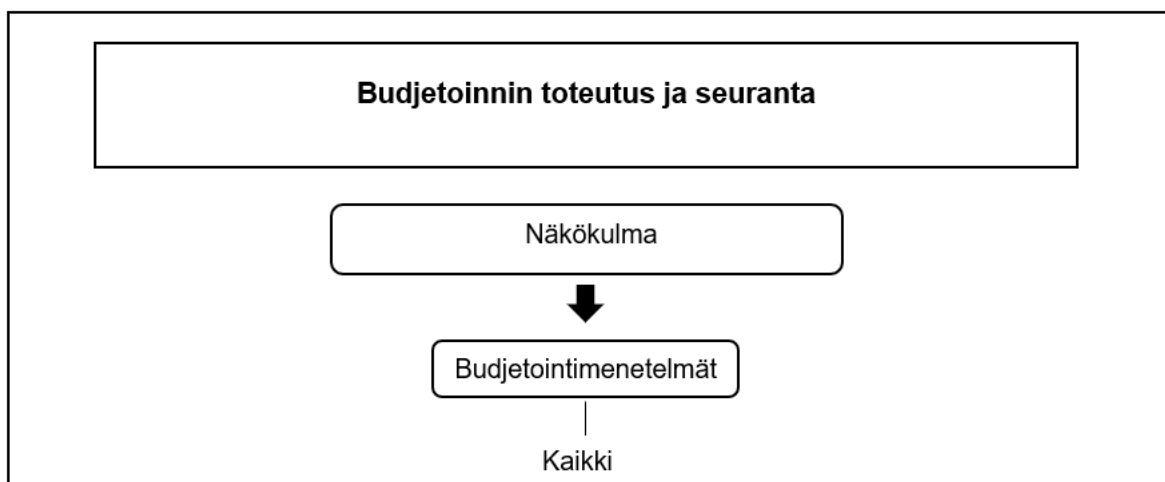 Budjetoinnin toteutus ja seuranta
Näkökulma
Budjetointimenetelmät
Kaikki